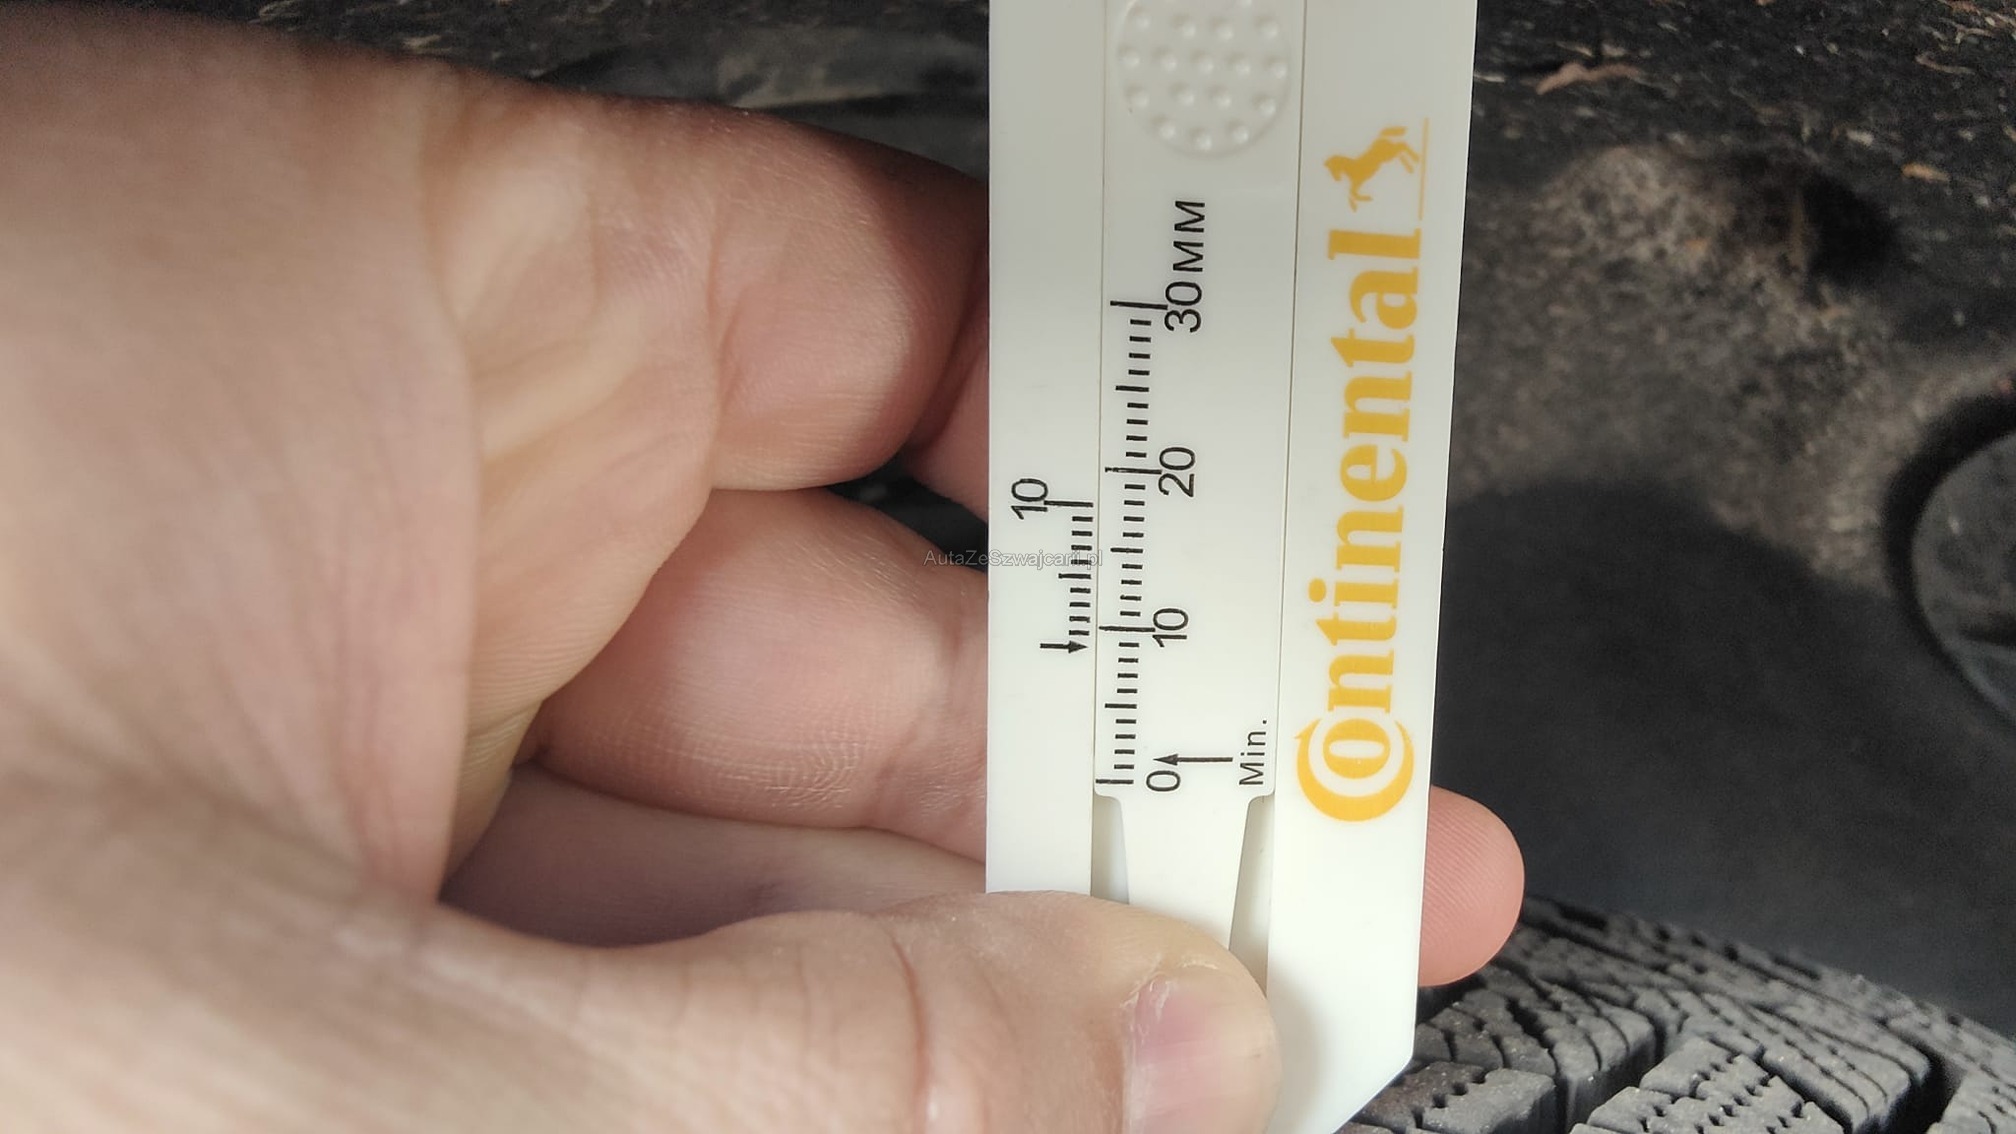 30MM
20
10
0
Min.
10
Continental
AutaZeSzwajcarii.pl